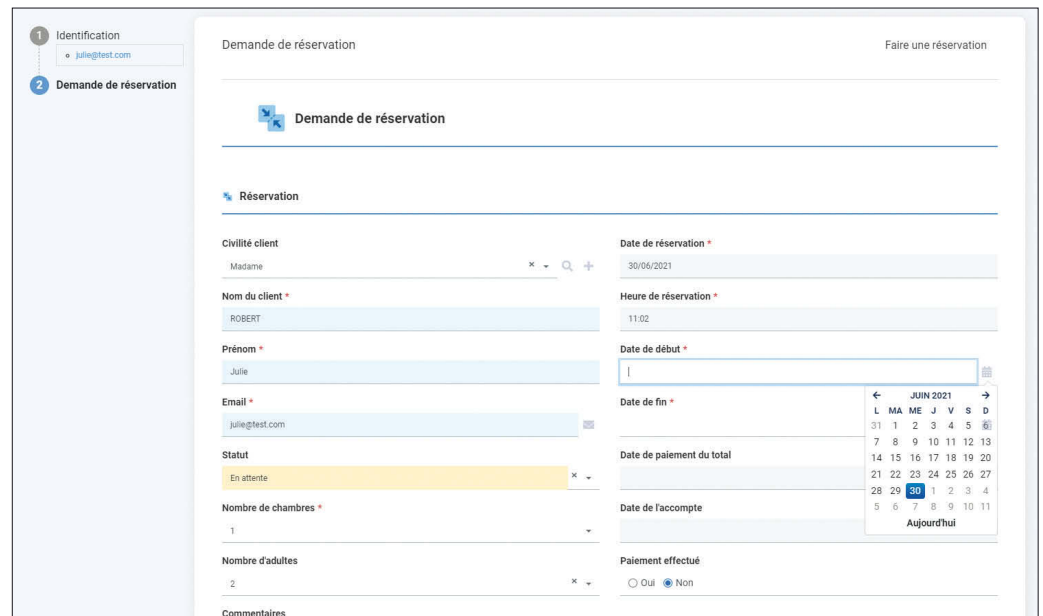 1 Identification
julie@test.com
2 Demande de réservation
Demande de réservation
Faire une réservation
Demande de réservation
Réservation
Civilité client
Madame × +
Nom du client *
ROBERT
Prénom *
Julie
Email *
julie@test.com
Statut
En attente ×
Nombre de chambres *
1
Nombre d'adultes
2 ×
Commentaires
Date de réservation *
30/06/2021
Heure de réservation *
11:02
Date de début *
Date de fin *
Date de paiement du total
Date de l'accompte
Paiement effectué
Oui Non
← JUIN 2021 →
L MA ME J V S D
31 1 2 3 4 5 6
7 8 9 10 11 12 13
14 15 16 17 18 19 20
21 22 23 24 25 26 27
28 29 30 1 2 3 4
5 6 7 8 9 10 11
Aujourd'hui